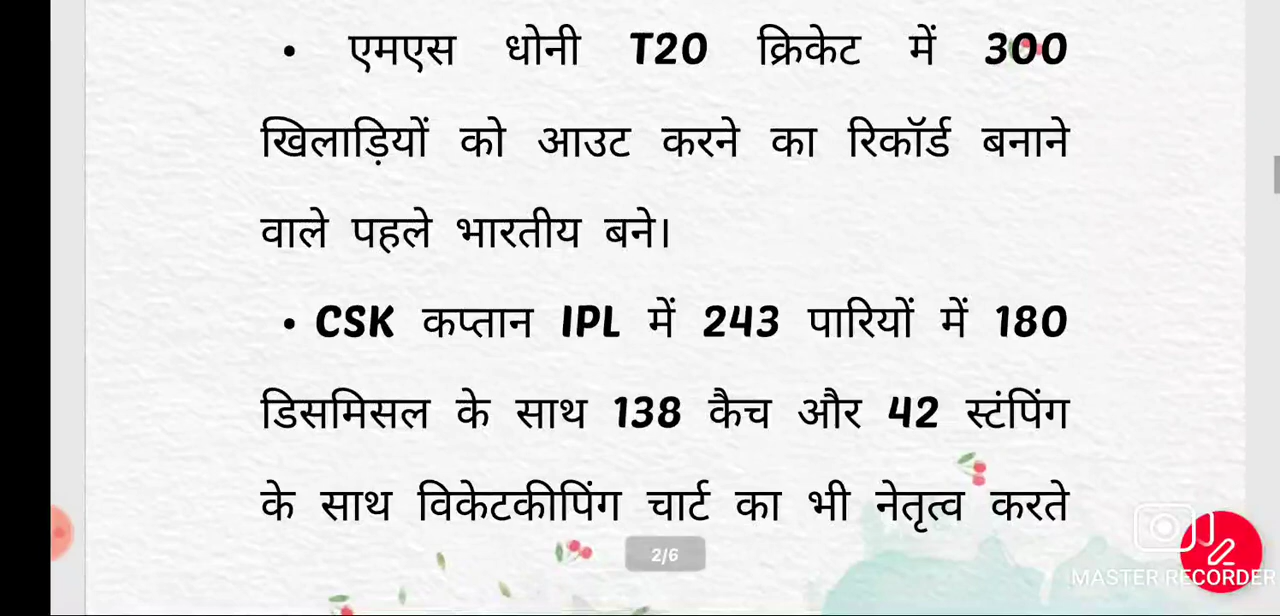 • एमएस धोनी T20 क्रिकेट में 300
खिलाड़ियों को आउट करने का रिकॉर्ड बनाने
वाले पहले भारतीय बने।
• CSK कप्तान IPL में 243 पारियों में 180
डिसमिसल के साथ 138 कैच और 42 स्टंपिंग
के साथ विकेटकीपिंग चार्ट का भी नेतृत्व करते
2/6
MASTER RECORDER